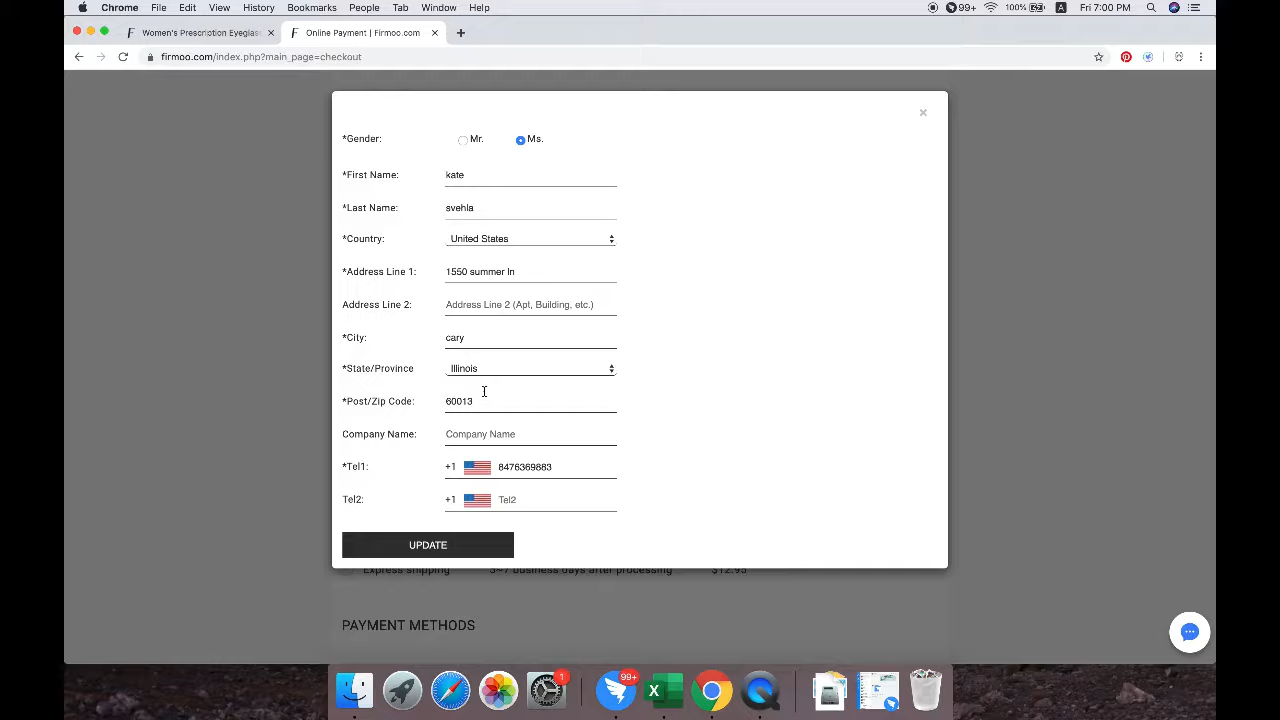 Chrome File Edit View History Bookmarks People Tab Window Help 99+ 100% A Fri 7:00 PM
Women's Prescription Eyeglass Online Payment | Firmoo.com
firmoo.com/index.php?main_page=checkout
×
*Gender: Mr. Ms.
*First Name: kate
*Last Name: svehla
*Country: United States
*Address Line 1: 1550 summer ln
Address Line 2: Address Line 2 (Apt, Building, etc.)
*City: cary
*State/Province Illinois
*Post/Zip Code: 60013
Company Name: Company Name
*Tel1: +1 8476369883
Tel2: +1 Tel2
UPDATE
Express shipping 3~7 business days after processing $12.95
PAYMENT METHODS
1 99+